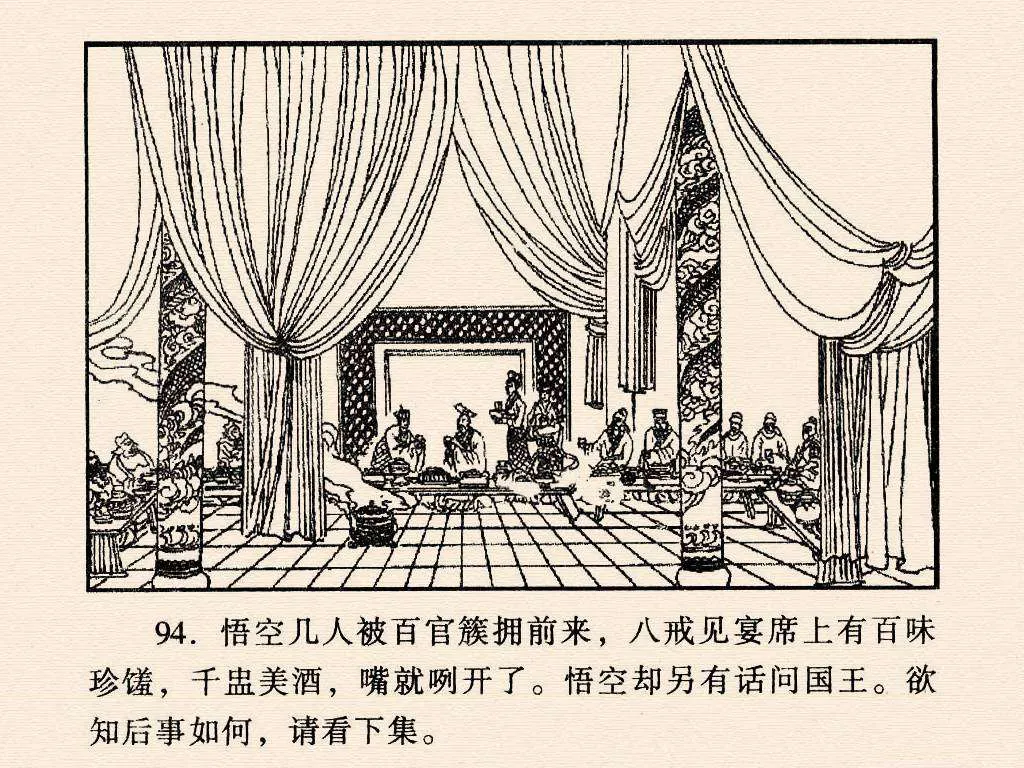 94. 悟空几人被百官簇拥前来，八戒见宴席上有百味
珍馐，千盅美酒，嘴就咧开了。悟空却另有话问国王。欲
知后事如何，请看下集。